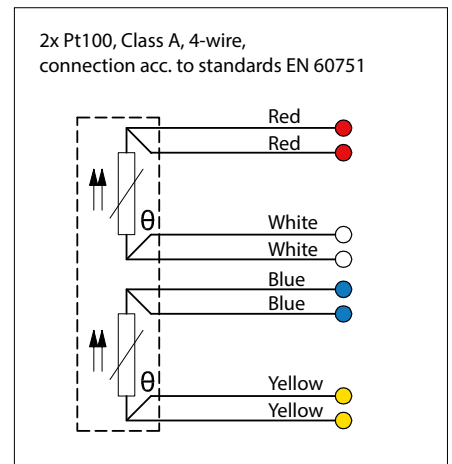 2x Pt100, Class A, 4-wire,
connection acc. to standards EN 60751
Red
Red
θ
White
White
Blue
Blue
θ
Yellow
Yellow